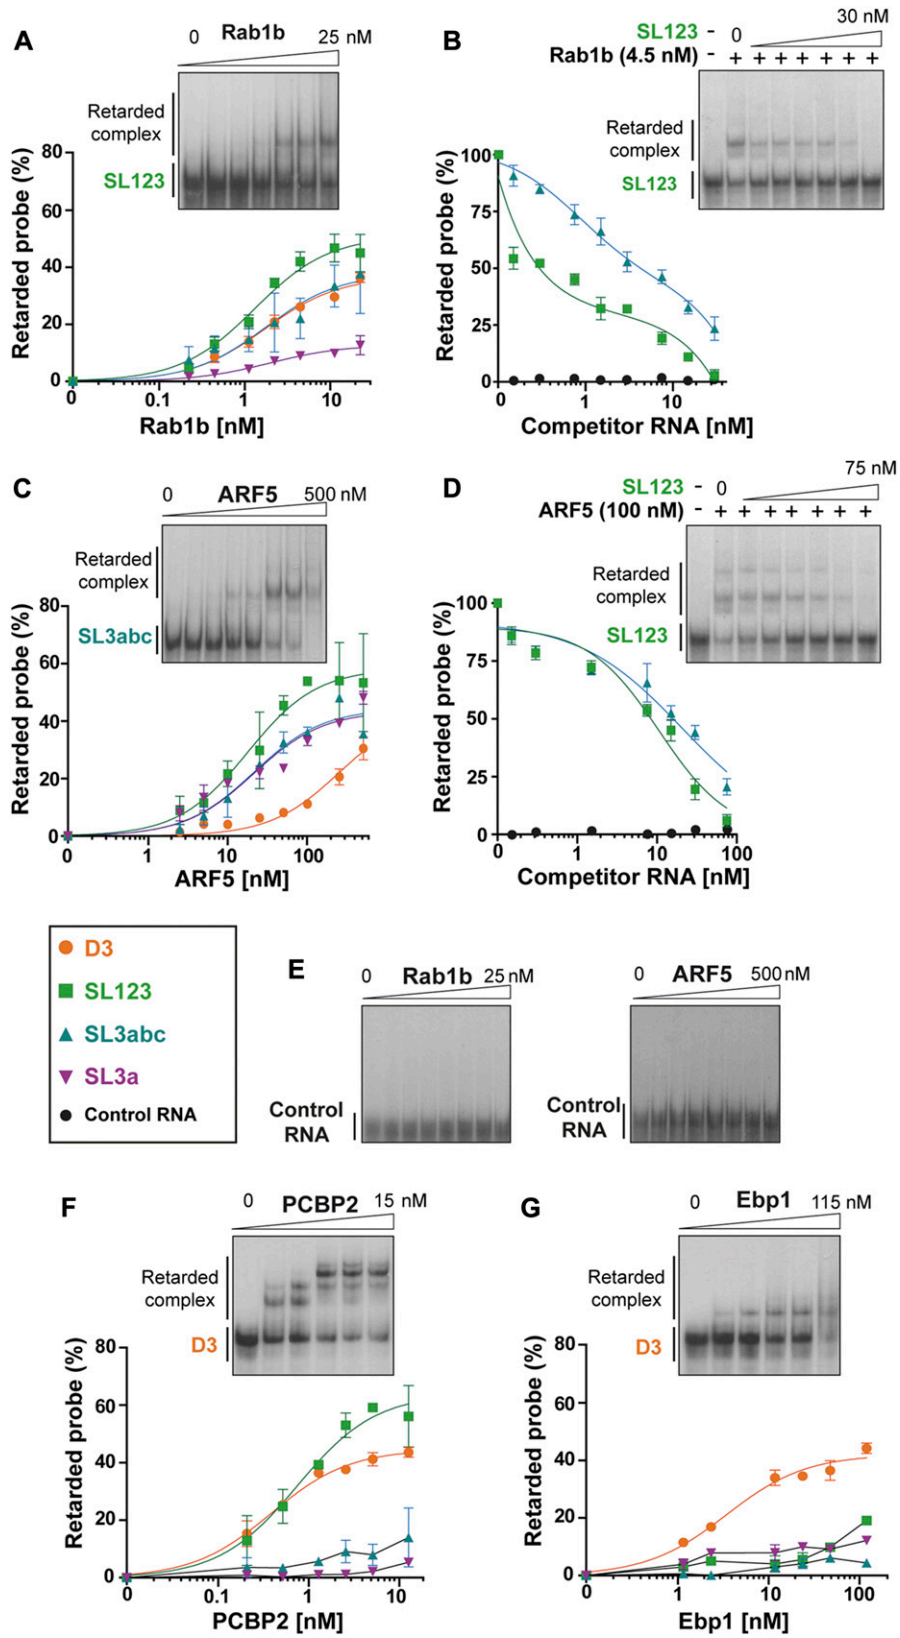 A
Rab1b
0 25 nM
Retarded complex
SL123
Retarded probe (%)
80
60
40
20
0
0 0.1 1 10
Rab1b [nM]
B
SL123 - 0 30 nM
Rab1b (4.5 nM) - + + + + + + +
Retarded complex
SL123
Retarded probe (%)
100
75
50
25
0
0 1 10
Competitor RNA [nM]
C
ARF5
0 500 nM
Retarded complex
SL3abc
Retarded probe (%)
80
60
40
20
0
0 1 10 100
ARF5 [nM]
D
SL123 - 0 75 nM
ARF5 (100 nM) - + + + + + + +
Retarded complex
SL123
Retarded probe (%)
100
75
50
25
0
0 1 10 100
Competitor RNA [nM]
D3
SL123
SL3abc
SL3a
Control RNA
E
0 Rab1b 25 nM
Control RNA
0 ARF5 500 nM
Control RNA
F
0 PCBP2 15 nM
Retarded complex
D3
Retarded probe (%)
80
60
40
20
0
0 0.1 1 10
PCBP2 [nM]
G
0 Ebp1 115 nM
Retarded complex
D3
Retarded probe (%)
80
60
40
20
0
0 1 10 100
Ebp1 [nM]